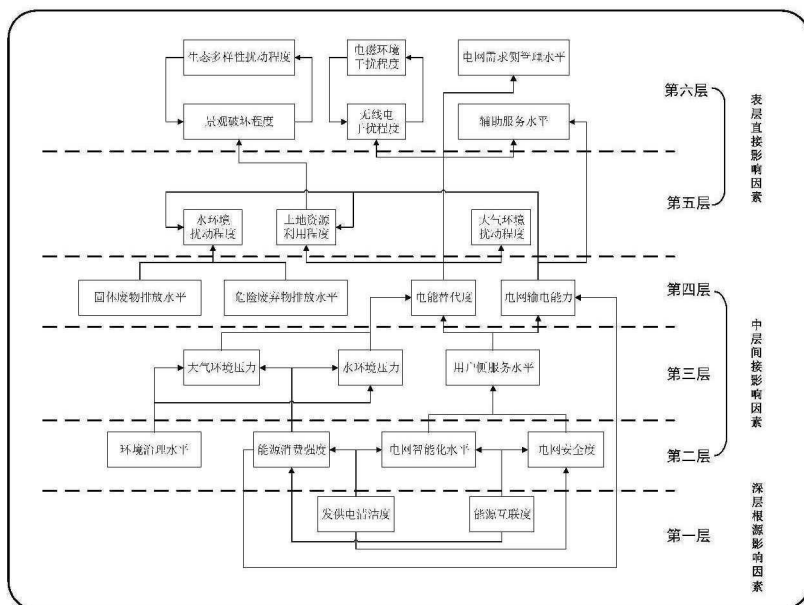 生态多样性扰动程度
电磁环境
干扰程度
电网需求侧管理水平
第六层
景观破坏程度
无线电
干扰程度
辅助服务水平
表层直接影响因素
水环境
扰动程度
土地资源
利用程度
大气环境
扰动程度
第五层
固体废物排放水平
危险废弃物排放水平
电能替代度
电网输电能力
第四层
大气环境压力
水环境压力
用户侧服务水平
第三层
中层间接影响因素
环境治理水平
能源消费强度
电网智能化水平
电网安全度
第二层
发供电清洁度
能源互联度
第一层
深层根源影响因素